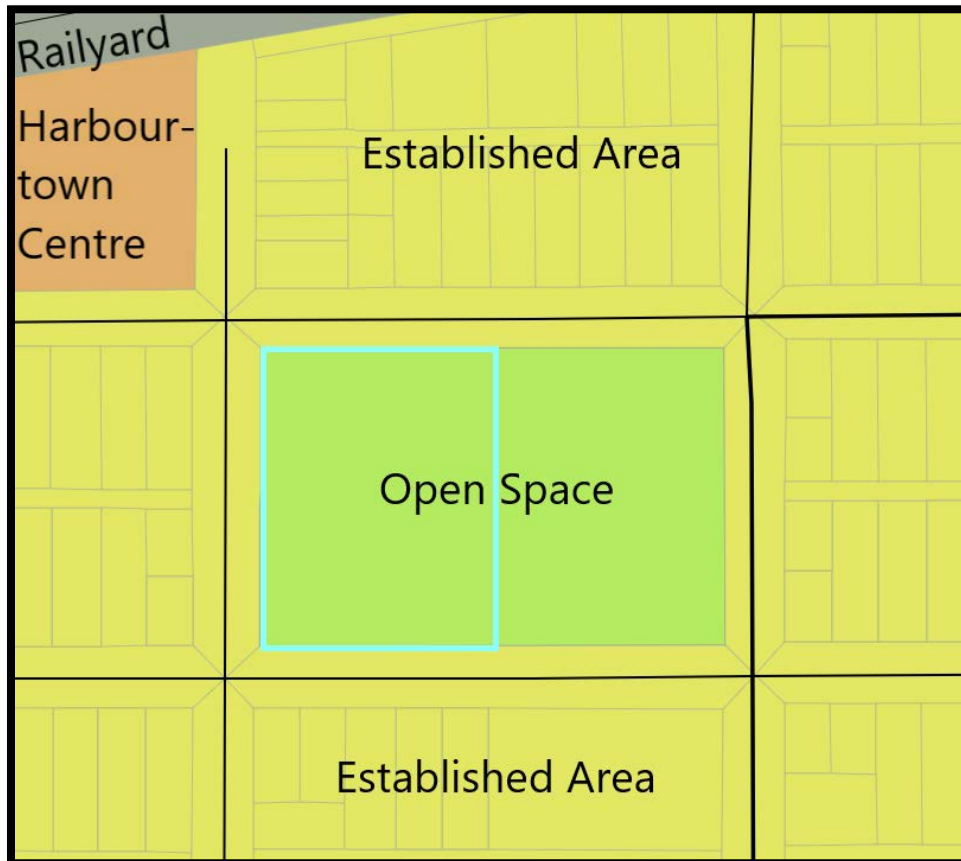 Railyard
Harbour-
town
Centre
Established Area
Open Space
Established Area